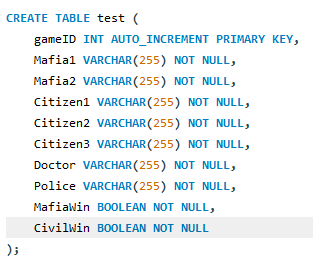 CREATE TABLE test (
    gameID INT AUTO_INCREMENT PRIMARY KEY,
    Mafia1 VARCHAR(255) NOT NULL,
    Mafia2 VARCHAR(255) NOT NULL,
    Citizen1 VARCHAR(255) NOT NULL,
    Citizen2 VARCHAR(255) NOT NULL,
    Citizen3 VARCHAR(255) NOT NULL,
    Doctor VARCHAR(255) NOT NULL,
    Police VARCHAR(255) NOT NULL,
    MafiaWin BOOLEAN NOT NULL,
    CivilWin BOOLEAN NOT NULL
);